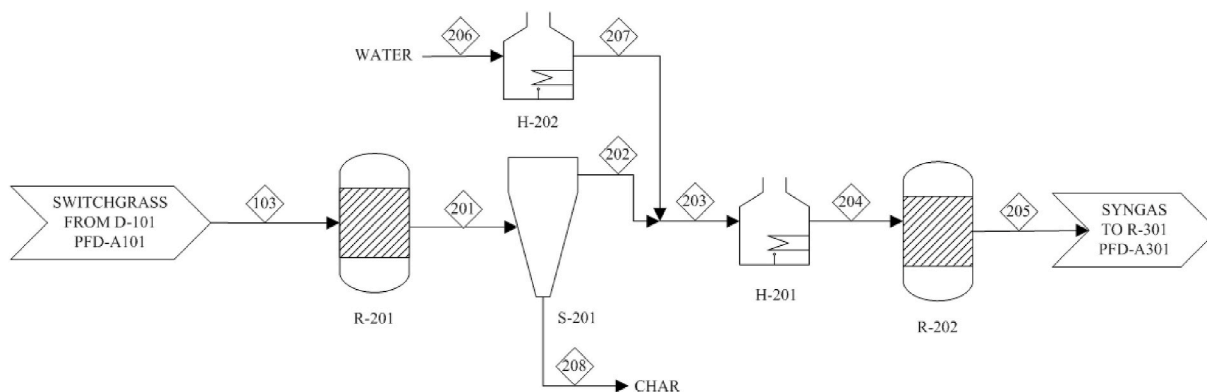 206
207
WATER
H-202
202
SWITCHGRASS
FROM D-101
PFD-A101
103
201
203
204
205
SYNGAS
TO R-301
PFD-A301
R-201
S-201
H-201
R-202
208
CHAR